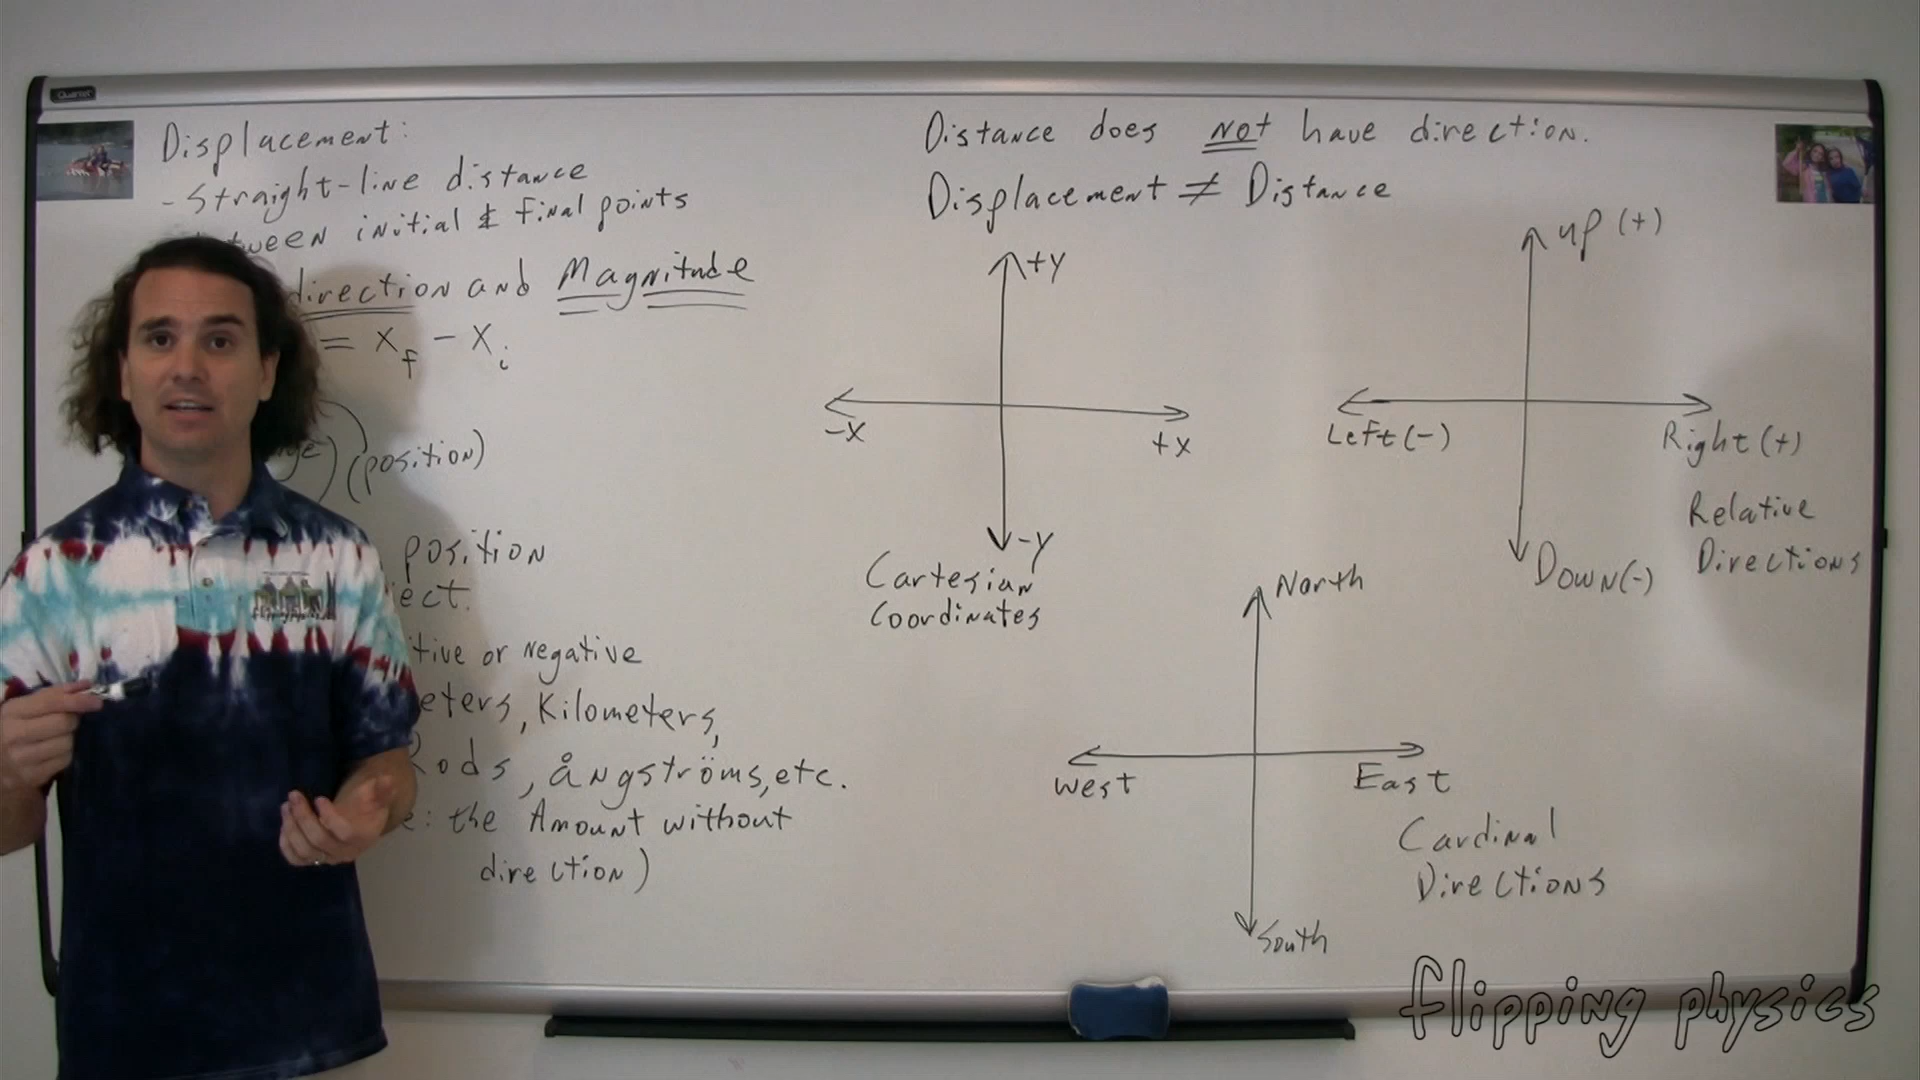 Quartet
Displacement:
- Straight-line distance
between initial & final points
direction and Magnitude
= Xf - Xi
(position)
position
tive or negative
eters, Kilometers,
Rods, ångströms, etc.
e: the Amount without
direction)
Distance does not have direction.
Displacement ≠ Distance
+y
-x
+x
-y
Cartesian
Coordinates
up (+)
Left (-)
Right (+)
Relative
Directions
Down (-)
North
West
East
Cardinal
Directions
South
flippingphysics
flipping physics